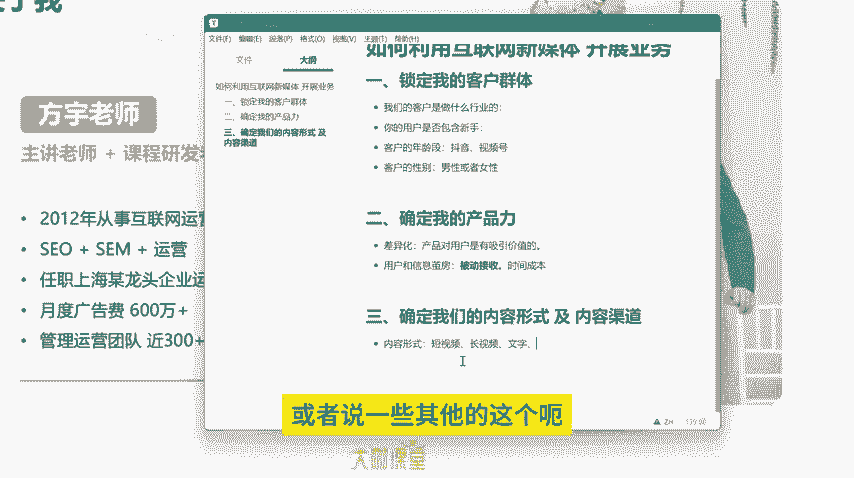 方宇老师
主讲老师 + 课程研发
• 2012年从事互联网运营
• SEO + SEM + 运营
• 任职上海某龙头企业运
• 月度广告费 600万+
• 管理运营团队 近300+
文件(F) 编辑(E) 段落(P) 格式(O) 视图(V) 主题(T) 帮助(H)
文件 大纲
如何利用互联网新媒体 开展业务
一、锁定我的客户群体
二、确定我的产品力
三、确定我们的内容形式 及
内容渠道
如何利用互联网新媒体 开展业务
一、锁定我的客户群体
• 我们的客户是做什么行业的:
• 你的用户是否包含新手:
• 客户的年龄段:抖音、视频号
• 客户的性别:男性或者女性
二、确定我的产品力
• 差异化:产品对用户是有吸引价值的。
• 用户和信息茧房:被动接收。时间成本
三、确定我们的内容形式 及 内容渠道
• 内容形式:短视频、长视频、文字、
ZH
或者说一些其他的这个呃